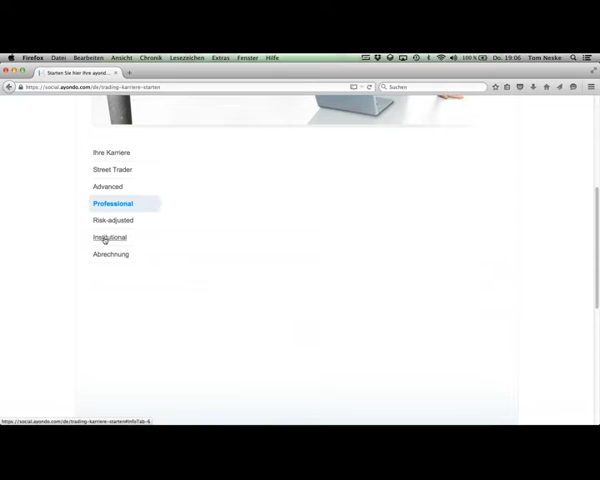 Firefox Datei Bearbeiten Ansicht Chronik Lesezeichen Extras Fenster Hilfe 100 % Do. 19:06 Tom Neske
Starten Sie hier Ihre ayond...
https://social.ayondo.com/de/trading-karriere-starten Suchen
Ihre Karriere
Street Trader
Advanced
Professional
Risk-adjusted
Institutional
Abrechnung
https://social.ayondo.com/de/trading-karriere-starten#infoTab-6